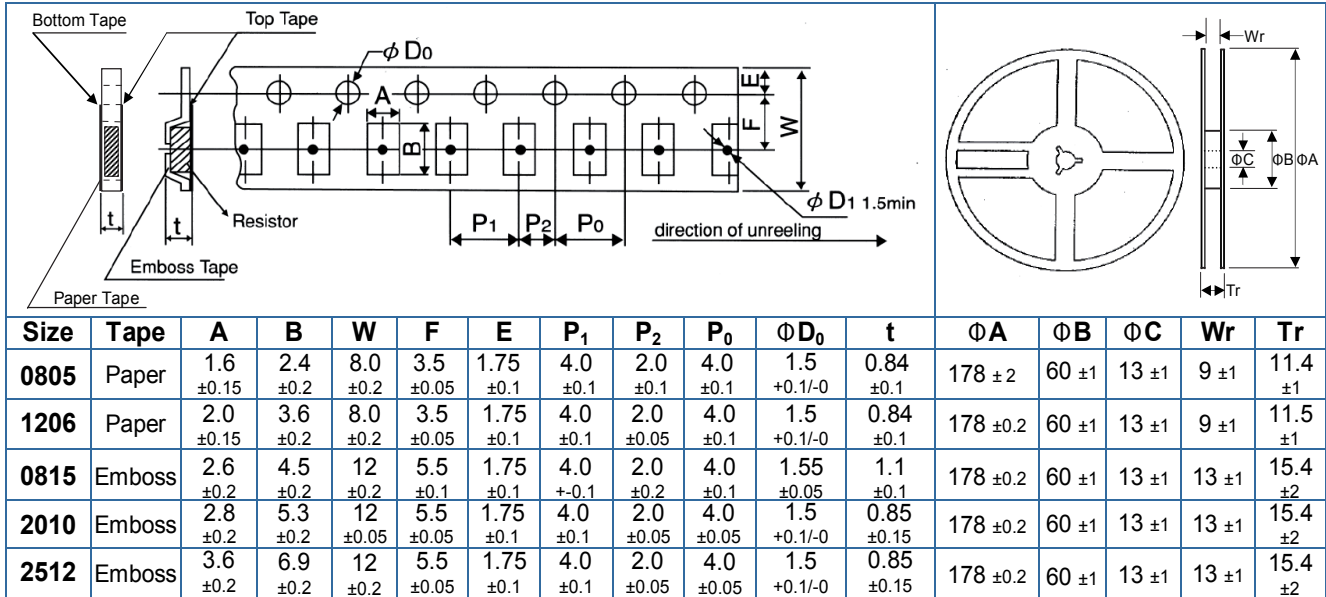 Bottom Tape
Top Tape
ϕ D0
A
B
E
F
W
t
t
Resistor
P1
P2
P0
ϕ D1 1.5min
direction of unreeling
Emboss Tape
Paper Tape
Wr
ΦC
ΦB
ΦA
Tr
Size Tape A B W F E P1 P2 P0 ΦD0 t ΦA ΦB ΦC Wr Tr
0805 Paper 1.6 ±0.15 2.4 ±0.2 8.0 ±0.2 3.5 ±0.05 1.75 ±0.1 4.0 ±0.1 2.0 ±0.1 4.0 ±0.1 1.5 +0.1/-0 0.84 ±0.1 178 ± 2 60 ±1 13 ±1 9 ±1 11.4 ±1
1206 Paper 2.0 ±0.15 3.6 ±0.2 8.0 ±0.2 3.5 ±0.05 1.75 ±0.1 4.0 ±0.1 2.0 ±0.05 4.0 ±0.1 1.5 +0.1/-0 0.84 ±0.1 178 ±0.2 60 ±1 13 ±1 9 ±1 11.5 ±1
0815 Emboss 2.6 ±0.2 4.5 ±0.2 12 ±0.2 5.5 ±0.1 1.75 ±0.1 4.0 +-0.1 2.0 ±0.2 4.0 ±0.1 1.55 ±0.05 1.1 ±0.1 178 ±0.2 60 ±1 13 ±1 13 ±1 15.4 ±2
2010 Emboss 2.8 ±0.2 5.3 ±0.2 12 ±0.05 5.5 ±0.05 1.75 ±0.1 4.0 ±0.1 2.0 ±0.05 4.0 ±0.05 1.5 +0.1/-0 0.85 ±0.15 178 ±0.2 60 ±1 13 ±1 13 ±1 15.4 ±2
2512 Emboss 3.6 ±0.2 6.9 ±0.2 12 ±0.2 5.5 ±0.05 1.75 ±0.1 4.0 ±0.1 2.0 ±0.05 4.0 ±0.05 1.5 +0.1/-0 0.85 ±0.15 178 ±0.2 60 ±1 13 ±1 13 ±1 15.4 ±2